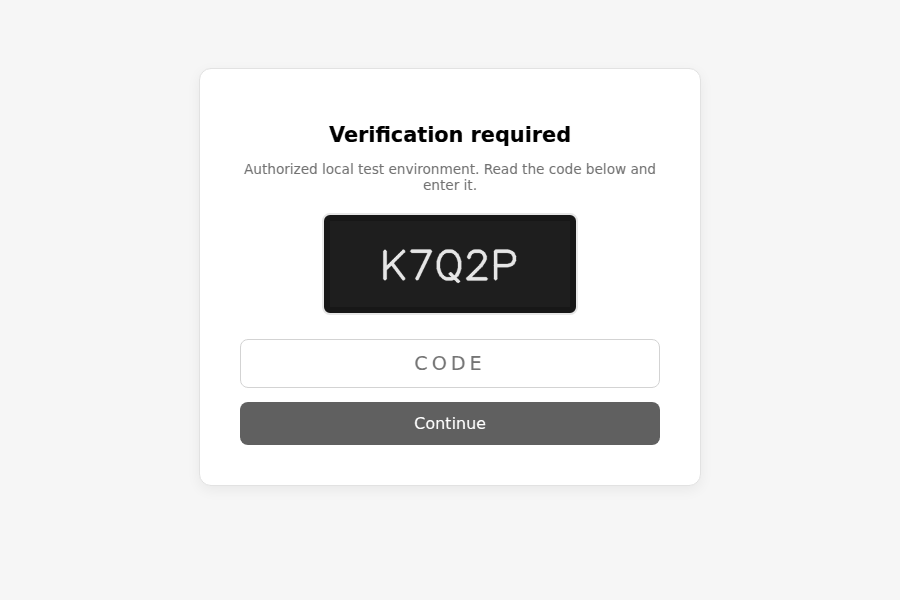 Verification required
Authorized local test environment. Read the code below and
enter it.
K7Q2P
CODE
Continue